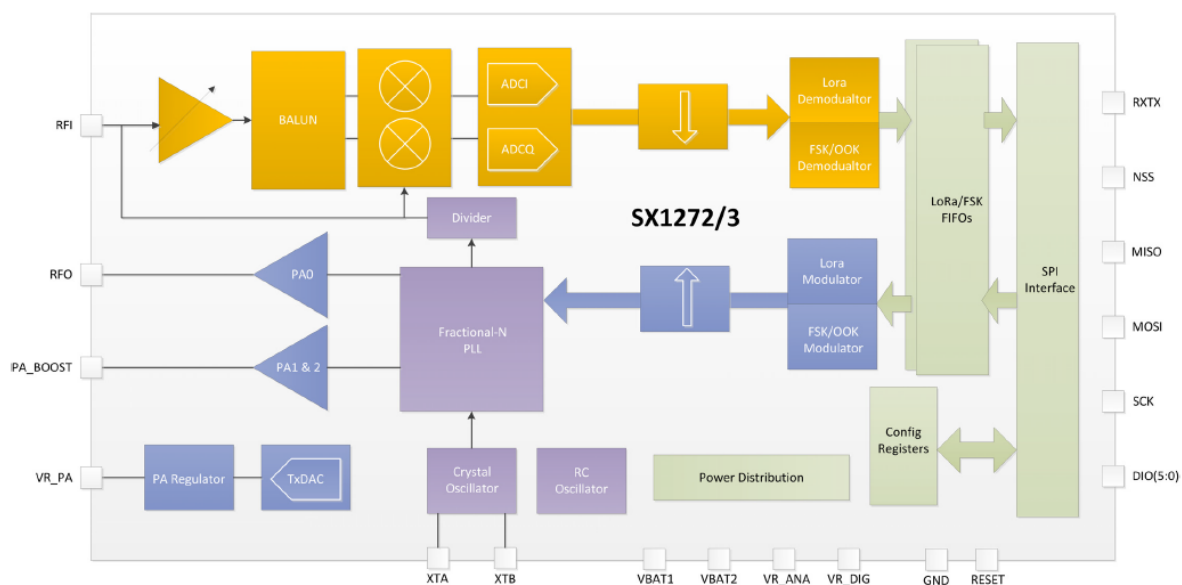 RFI
BALUN
ADCI
ADCQ
Lora
Demodualtor
FSK/OOK
Demodualtor
LoRa/FSK
FIFOs
SPI
Interface
RXTX
NSS
MISO
MOSI
SCK
DIO(5:0)
Divider
SX1272/3
RFO
PA0
Fractional-N
PLL
Lora
Modulator
FSK/OOK
Modulator
PA_BOOST
PA1 & 2
Config
Registers
VR_PA
PA Regulator
TxDAC
Crystal
Oscillator
RC
Oscillator
Power Distribution
XTA
XTB
VBAT1
VBAT2
VR_ANA
VR_DIG
GND
RESET